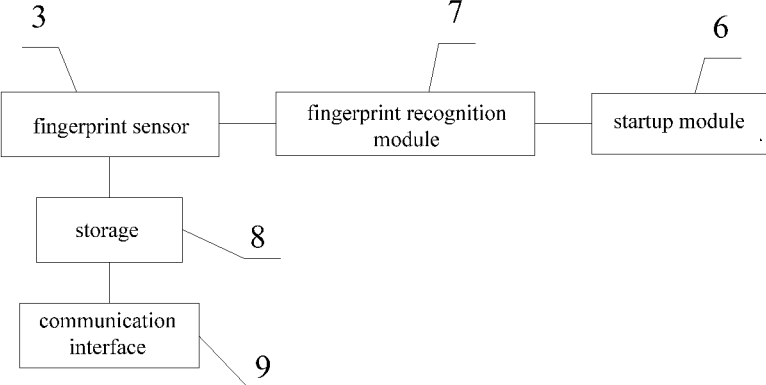 3
7
6
fingerprint sensor
fingerprint recognition
module
startup module
.
storage
8
communication
interface
9